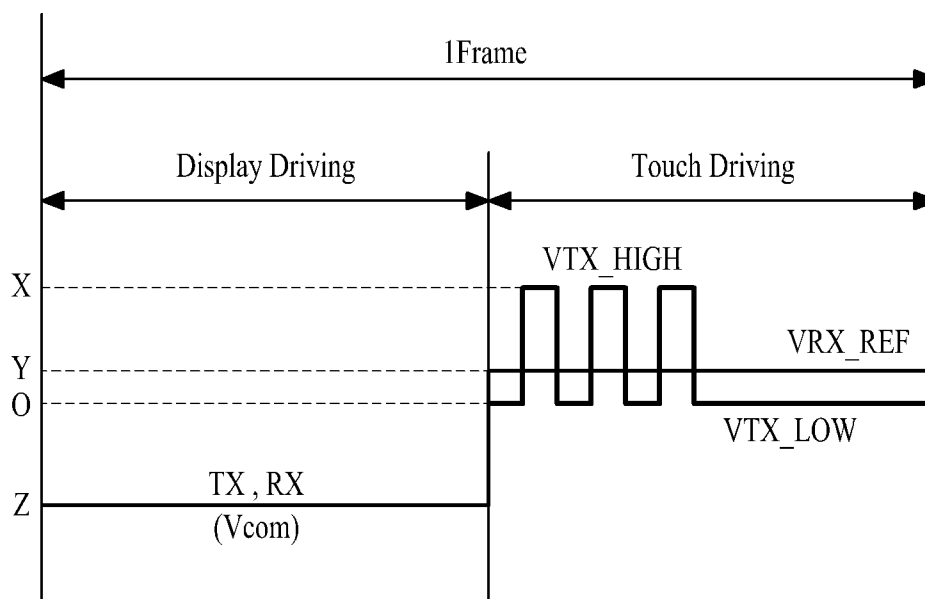 1Frame
Display Driving
Touch Driving
VTX_HIGH
X
VRX_REF
Y
O
VTX_LOW
TX , RX
Z
(Vcom)